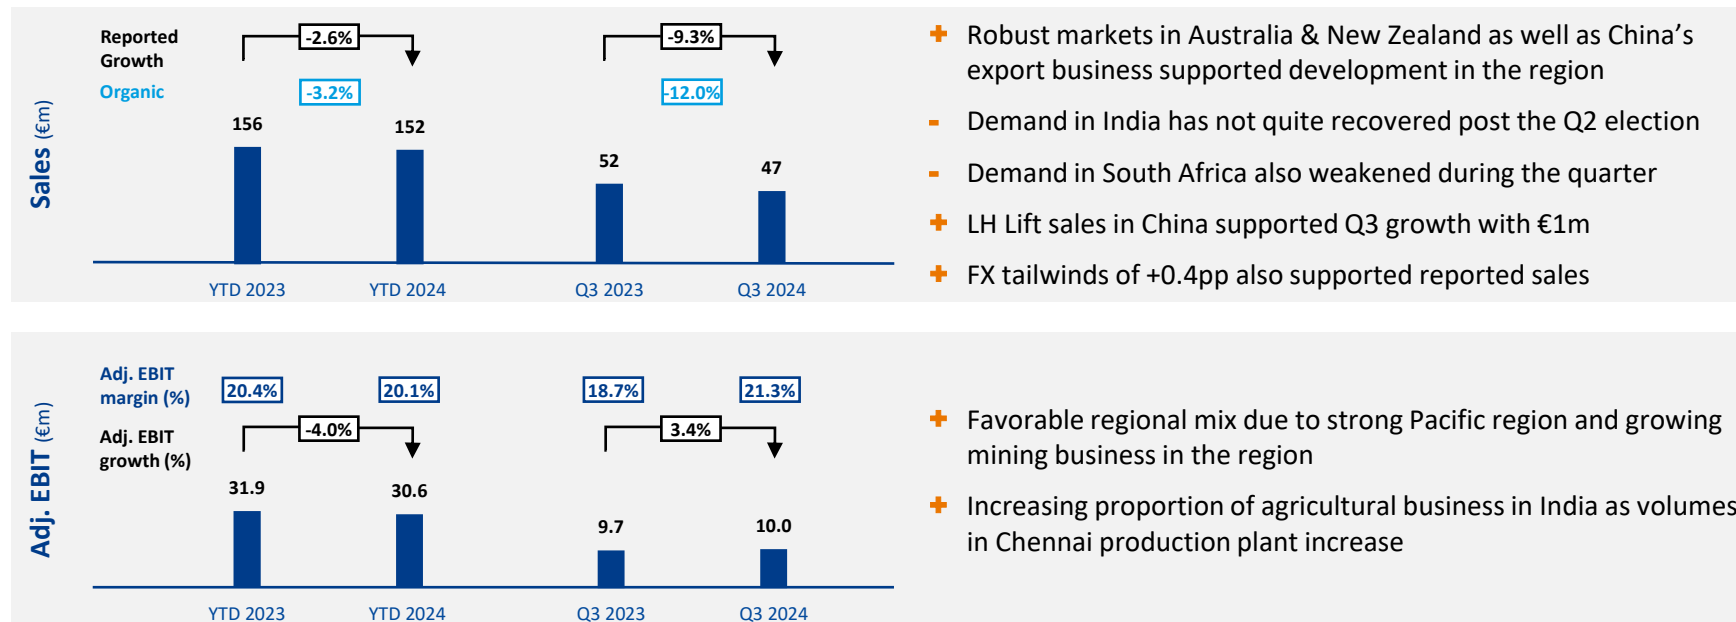 Reported
Growth
-2.6%
-9.3%
Organic
-3.2%
-12.0%
Sales (€m)
156
152
52
47
YTD 2023
YTD 2024
Q3 2023
Q3 2024
+ Robust markets in Australia & New Zealand as well as China’s
export business supported development in the region
- Demand in India has not quite recovered post the Q2 election
- Demand in South Africa also weakened during the quarter
+ LH Lift sales in China supported Q3 growth with €1m
+ FX tailwinds of +0.4pp also supported reported sales
Adj. EBIT
margin (%)
20.4%
20.1%
18.7%
21.3%
Adj. EBIT
growth (%)
-4.0%
3.4%
Adj. EBIT (€m)
31.9
30.6
9.7
10.0
YTD 2023
YTD 2024
Q3 2023
Q3 2024
+ Favorable regional mix due to strong Pacific region and growing
mining business in the region
+ Increasing proportion of agricultural business in India as volumes
in Chennai production plant increase